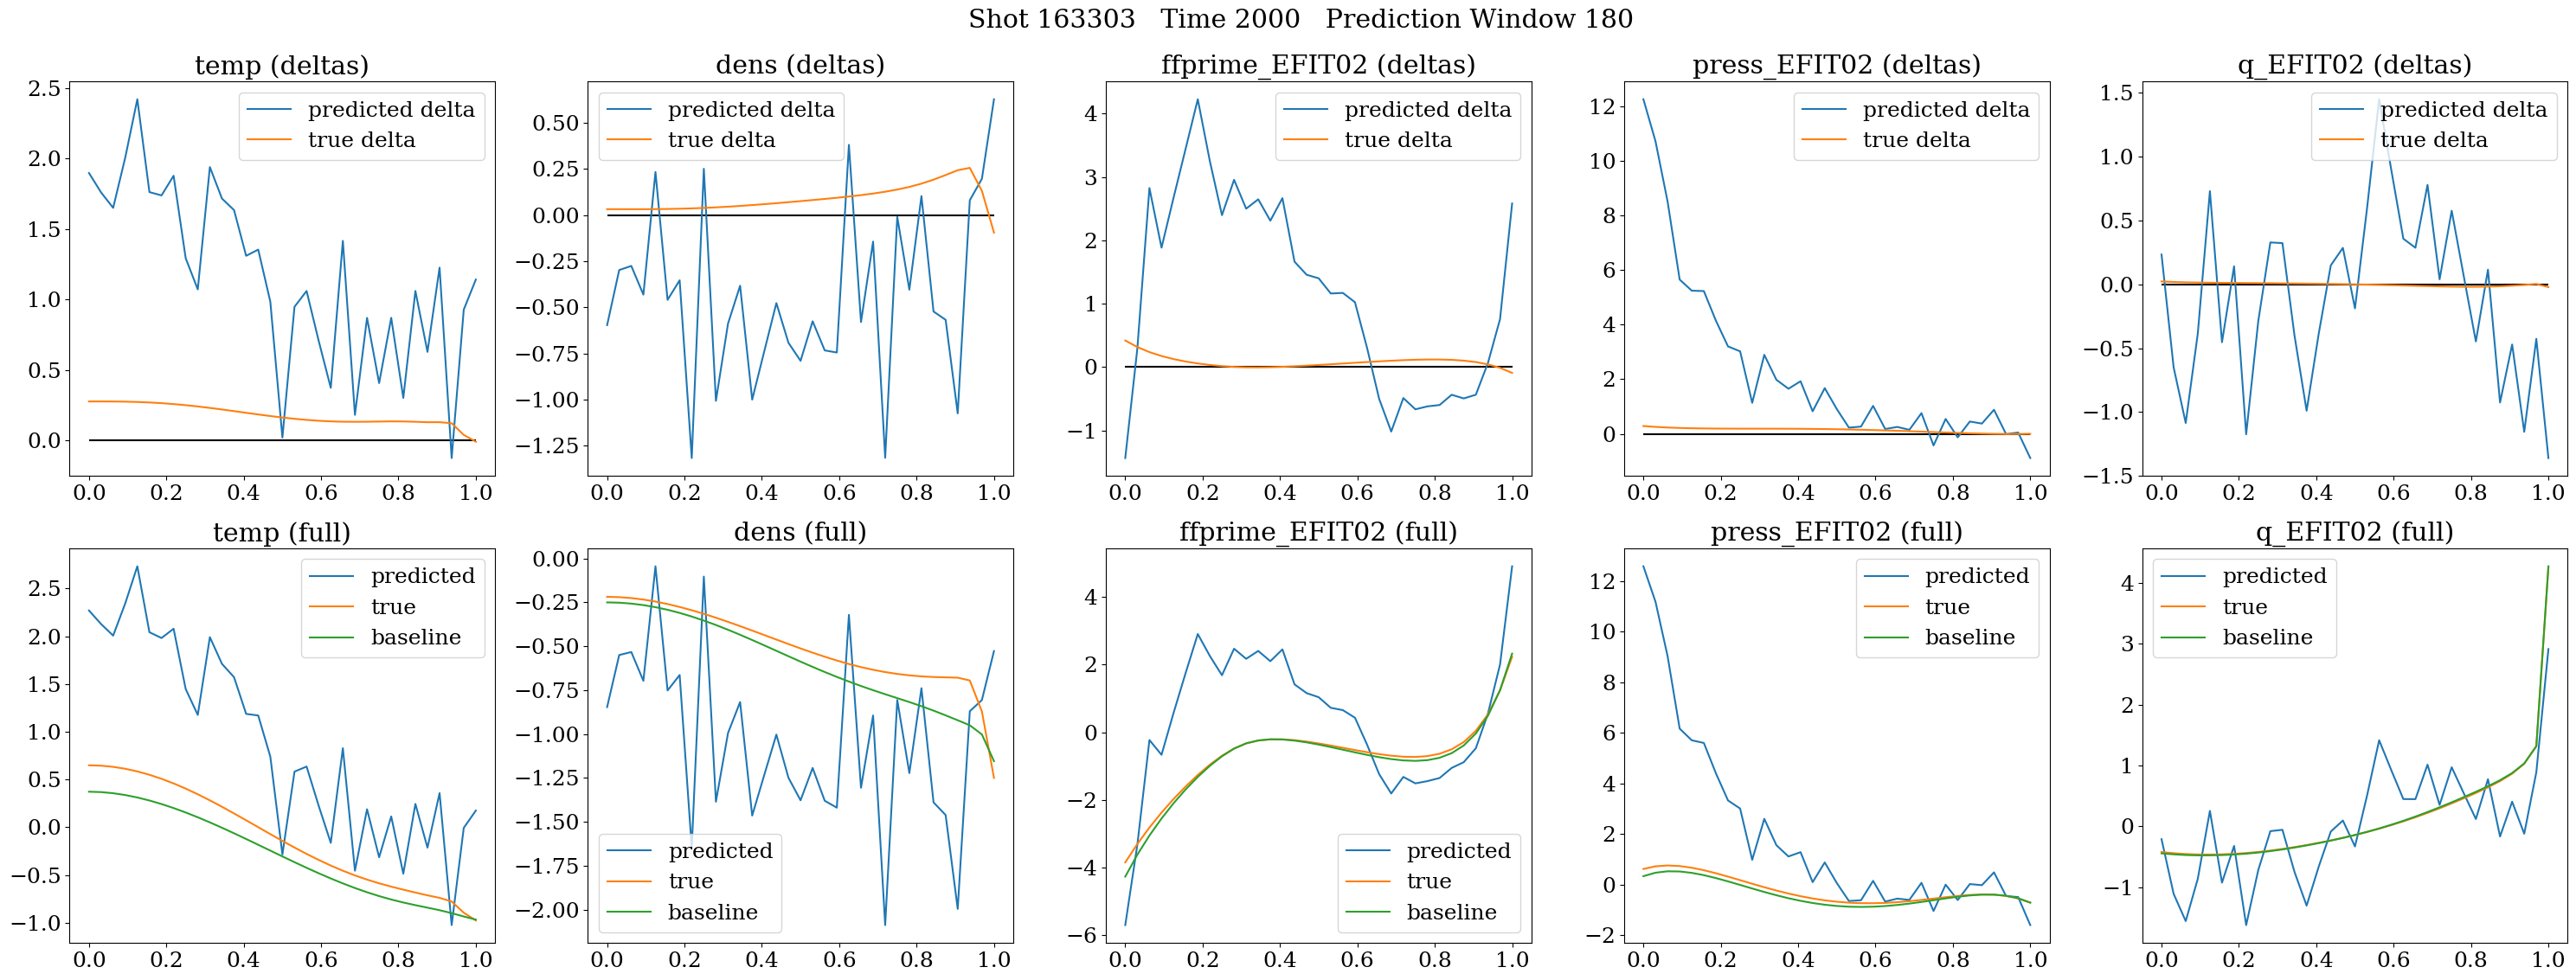 Shot 163303   Time 2000   Prediction Window 180
temp (deltas)
predicted delta
true delta
2.5
2.0
1.5
1.0
0.5
0.0
0.0 0.2 0.4 0.6 0.8 1.0
dens (deltas)
predicted delta
true delta
0.50
0.25
0.00
−0.25
−0.50
−0.75
−1.00
−1.25
0.0 0.2 0.4 0.6 0.8 1.0
ffprime_EFIT02 (deltas)
predicted delta
true delta
4
3
2
1
0
−1
0.0 0.2 0.4 0.6 0.8 1.0
press_EFIT02 (deltas)
predicted delta
true delta
12
10
8
6
4
2
0
0.0 0.2 0.4 0.6 0.8 1.0
q_EFIT02 (deltas)
predicted delta
true delta
1.5
1.0
0.5
0.0
−0.5
−1.0
−1.5
0.0 0.2 0.4 0.6 0.8 1.0
temp (full)
predicted
true
baseline
2.5
2.0
1.5
1.0
0.5
0.0
−0.5
−1.0
0.0 0.2 0.4 0.6 0.8 1.0
dens (full)
predicted
true
baseline
0.00
−0.25
−0.50
−0.75
−1.00
−1.25
−1.50
−1.75
−2.00
0.0 0.2 0.4 0.6 0.8 1.0
ffprime_EFIT02 (full)
predicted
true
baseline
4
2
0
−2
−4
−6
0.0 0.2 0.4 0.6 0.8 1.0
press_EFIT02 (full)
predicted
true
baseline
12
10
8
6
4
2
0
−2
0.0 0.2 0.4 0.6 0.8 1.0
q_EFIT02 (full)
predicted
true
baseline
4
3
2
1
0
−1
0.0 0.2 0.4 0.6 0.8 1.0